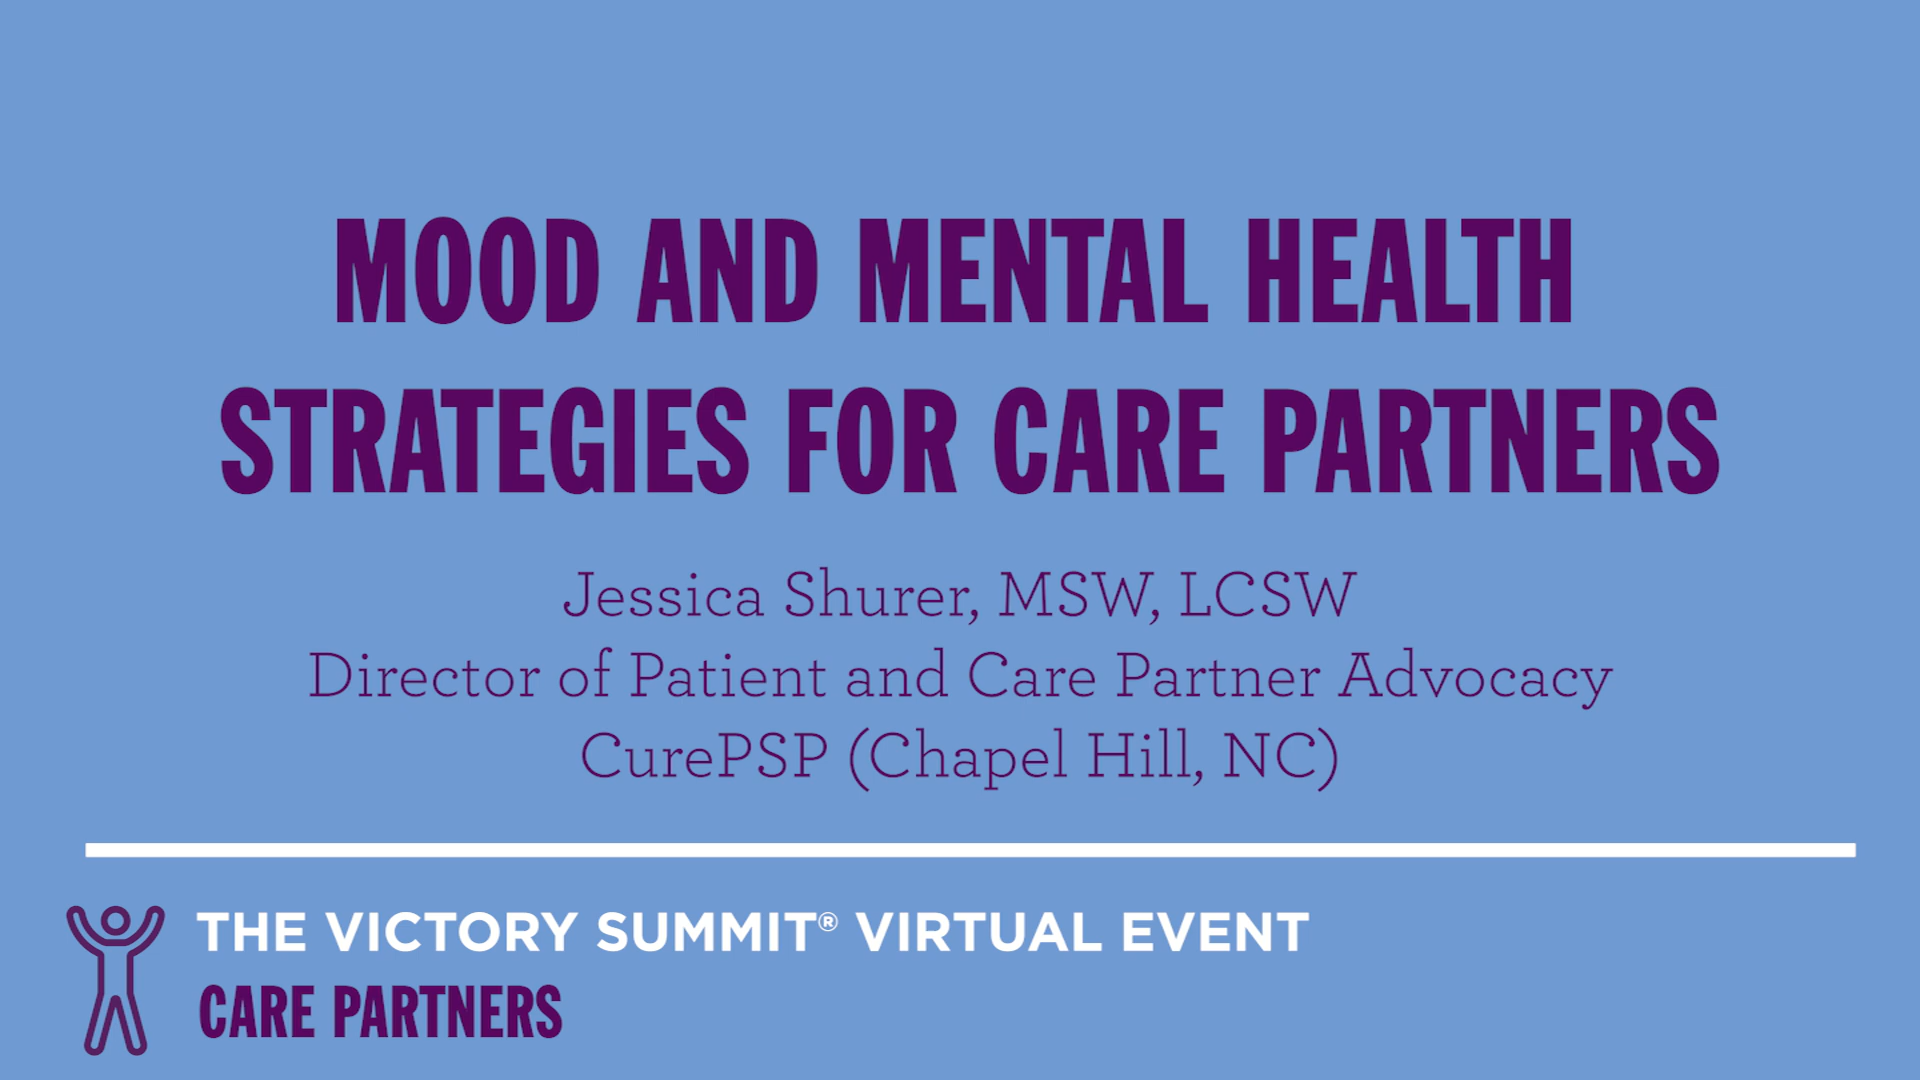 MOOD AND MENTAL HEALTH
STRATEGIES FOR CARE PARTNERS
Jessica Shurer, MSW, LCSW
Director of Patient and Care Partner Advocacy
CurePSP (Chapel Hill, NC)
THE VICTORY SUMMIT® VIRTUAL EVENT
CARE PARTNERS